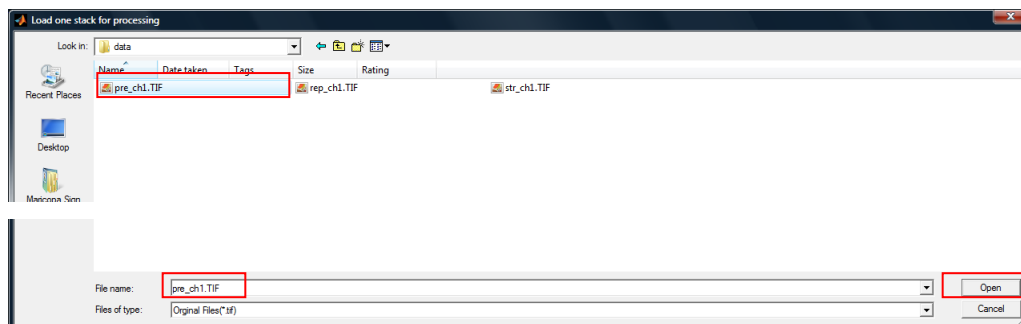 Load one stack for processing
Look in: data
Name Date taken Tags Size Rating
pre_ch1.TIF rep_ch1.TIF str_ch1.TIF
Recent Places
Desktop
Maricopa Sign
File name: pre_ch1.TIF Open
Files of type: Orginal Files(*.tif) Cancel